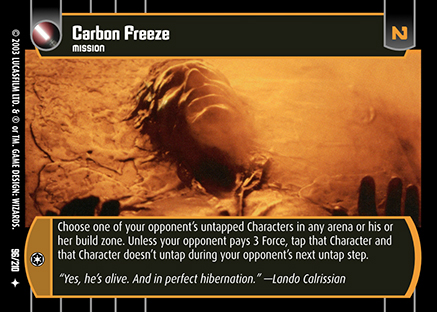 Carbon Freeze
MISSION
N
Choose one of your opponent's untapped Characters in any arena or his or
her build zone. Unless your opponent pays 3 Force, tap that Character and
that Character doesn't untap during your opponent's next untap step.
"Yes, he's alive. And in perfect hibernation." —Lando Calrissian
© 2003 LUCASFILM LTD. & ® or TM. GAME DESIGN: WIZARDS.
96/210